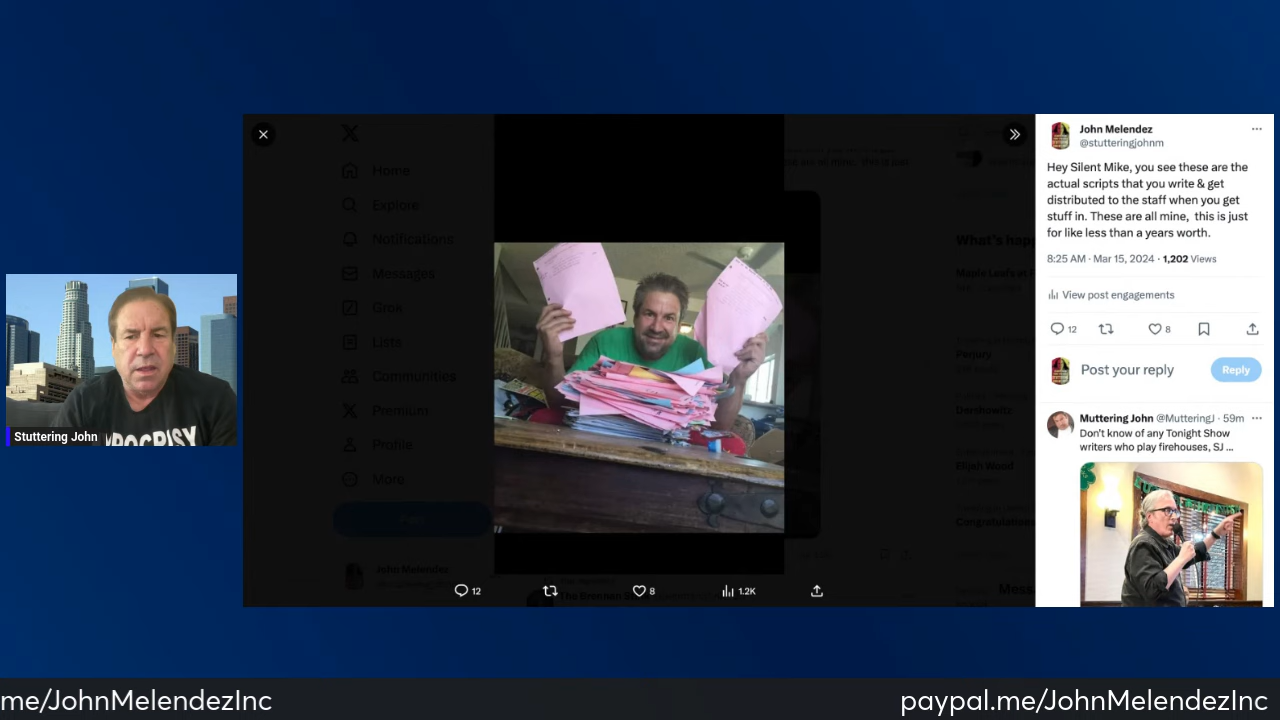 Stuttering John
Home
Explore
Notifications
Messages
Grok
Lists
Communities
Premium
Profile
More
John Melendez
12
8
1.2K
What's hap
Perjury
Dershowitz
Elijah Wood
Congratulations
John Melendez
@stutteringjohnm
Hey Silent Mike, you see these are the
actual scripts that you write & get
distributed to the staff when you get
stuff in. These are all mine, this is just
for like less than a years worth.
8:25 AM · Mar 15, 2024 · 1,202 Views
View post engagements
12
8
Post your reply
Reply
Muttering John @MutteringJ · 59m
Don't know of any Tonight Show
writers who play firehouses, SJ ...
me/JohnMelendezInc
paypal.me/JohnMelendezInc